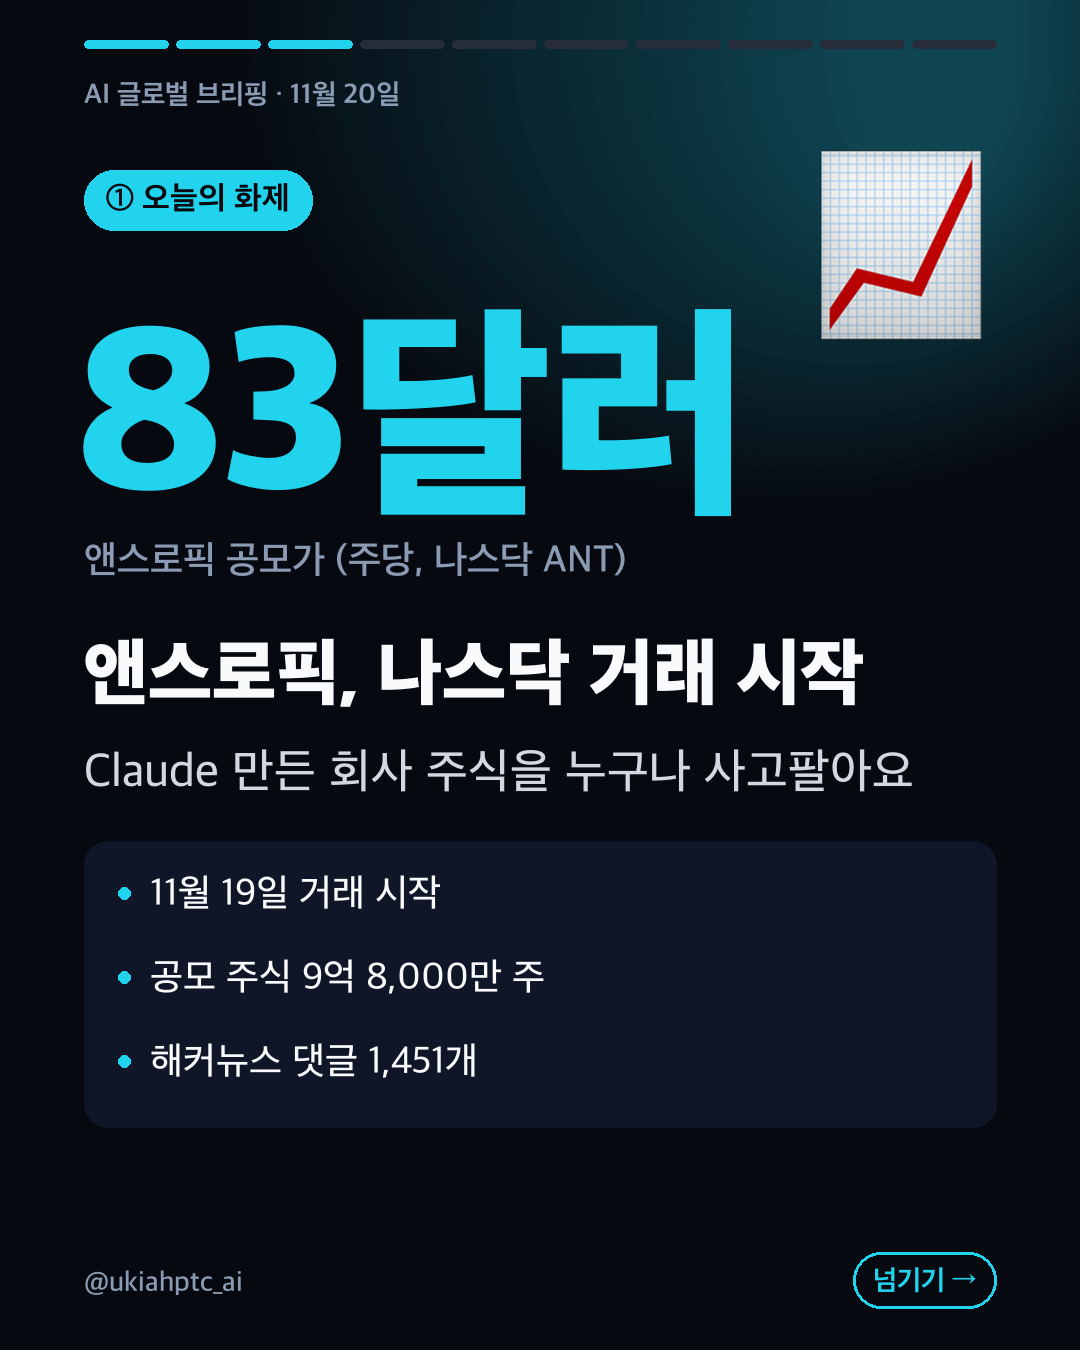 AI 글로벌 브리핑 · 11월 20일
① 오늘의 화제
83달러
앤스로픽 공모가 (주당, 나스닥 ANT)
앤스로픽, 나스닥 거래 시작
Claude 만든 회사 주식을 누구나 사고팔아요
• 11월 19일 거래 시작
• 공모 주식 9억 8,000만 주
• 해커뉴스 댓글 1,451개
@ukiahptc_ai
넘기기 →